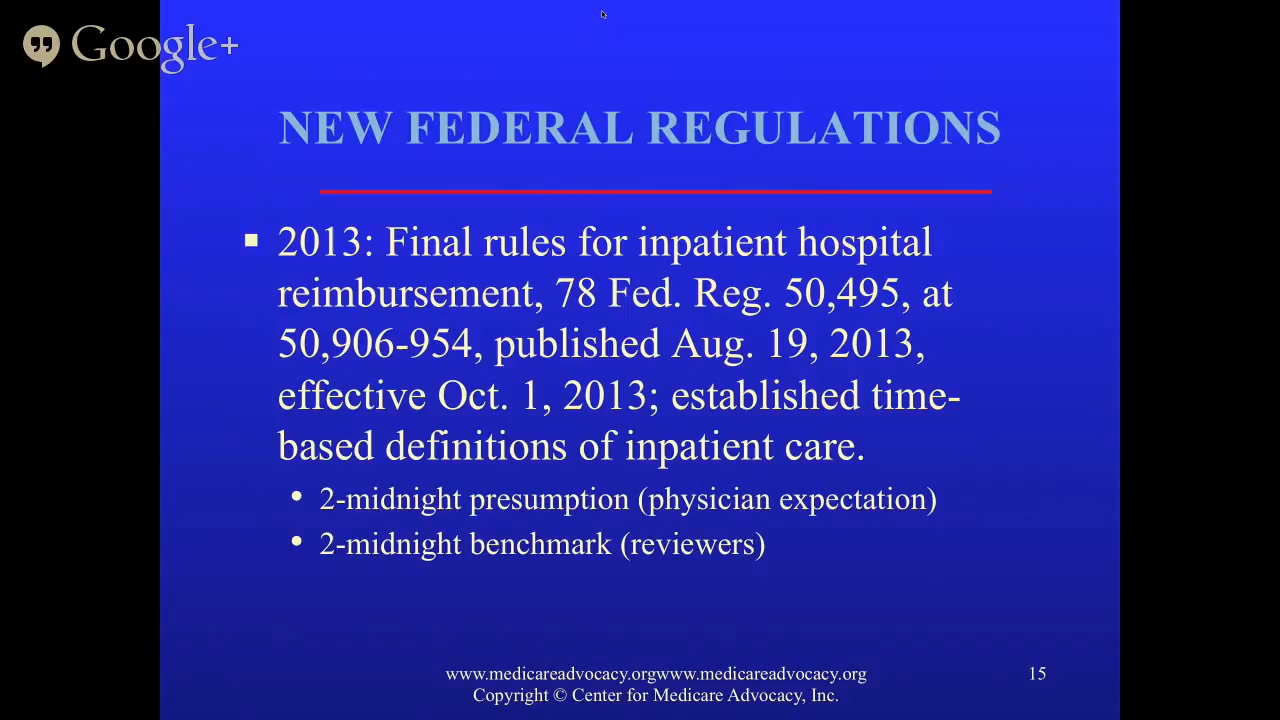 Google+
NEW FEDERAL REGULATIONS
▪ 2013: Final rules for inpatient hospital
reimbursement, 78 Fed. Reg. 50,495, at
50,906-954, published Aug. 19, 2013,
effective Oct. 1, 2013; established time-
based definitions of inpatient care.
• 2-midnight presumption (physician expectation)
• 2-midnight benchmark (reviewers)
www.medicareadvocacy.orgwww.medicareadvocacy.org
15
Copyright © Center for Medicare Advocacy, Inc.